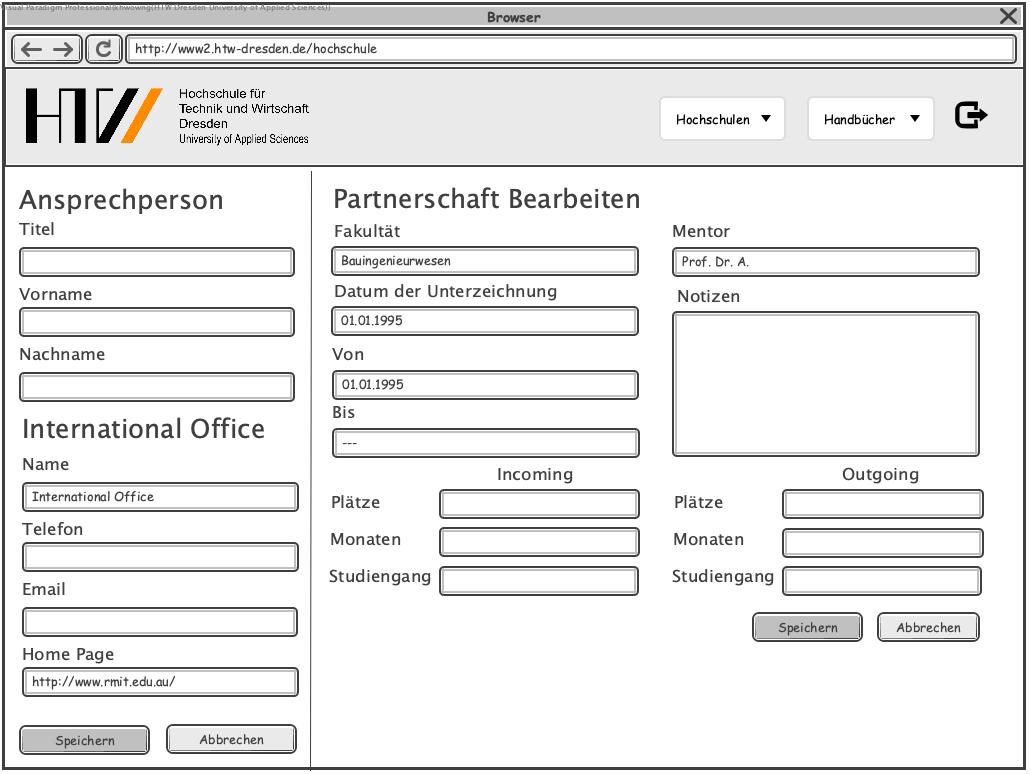 Visual Paradigm Professional(khwowng(HTW Dresden University of Applied Sciences))
Browser
http://www2.htw-dresden.de/hochschule
HTW
Hochschule für
Technik und Wirtschaft
Dresden
University of Applied Sciences
Hochschulen
Handbücher
Ansprechperson
Titel
Vorname
Nachname
International Office
Name
International Office
Telefon
Email
Home Page
http://www.rmit.edu.au/
Speichern
Abbrechen
Partnerschaft Bearbeiten
Fakultät
Bauingenieurwesen
Mentor
Prof. Dr. A.
Datum der Unterzeichnung
01.01.1995
Notizen
Von
01.01.1995
Bis
---
Incoming
Plätze
Monaten
Studiengang
Outgoing
Plätze
Monaten
Studiengang
Speichern
Abbrechen